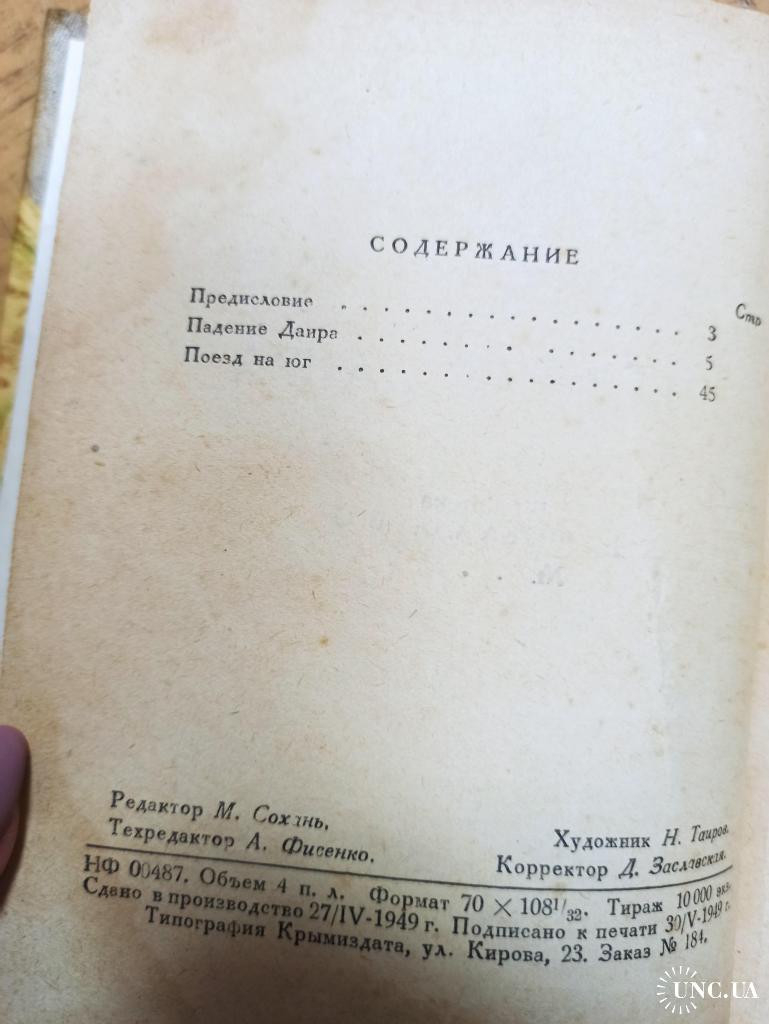 СОДЕРЖАНИЕ
Стр
Предисловие . . . . . . . . . . . . . . . . 3
Падение Даира . . . . . . . . . . . . . . 5
Поезд на юг . . . . . . . . . . . . . . . . 45
Редактор М. Сохань. Художник Н. Таиров.
Техредактор А. Фисенко. Корректор Д. Заславская.
НФ 00487. Объем 4 п. л. Формат 70 × 108¹/₃₂. Тираж 10 000 экз.
Сдано в производство 27/IV-1949 г. Подписано к печати 30/V-1949 г.
Типография Крымиздата, ул. Кирова, 23. Заказ № 184.
UNC.UA